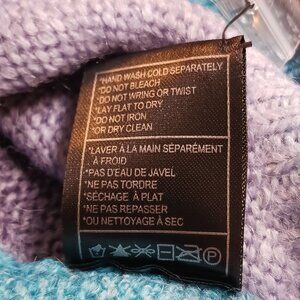 *HAND WASH COLD SEPARATELY
*DO NOT BLEACH
*DO NOT WRING OR TWIST
*LAY FLAT TO DRY
*DO NOT IRON
*OR DRY CLEAN
*LAVER À LA MAIN SÉPARÉMENT
À FROID
*PAS D'EAU DE JAVEL
*NE PAS TORDRE
*SÉCHAGE À PLAT
*NE PAS REPASSER
*OU NETTOYAGE À SEC
P